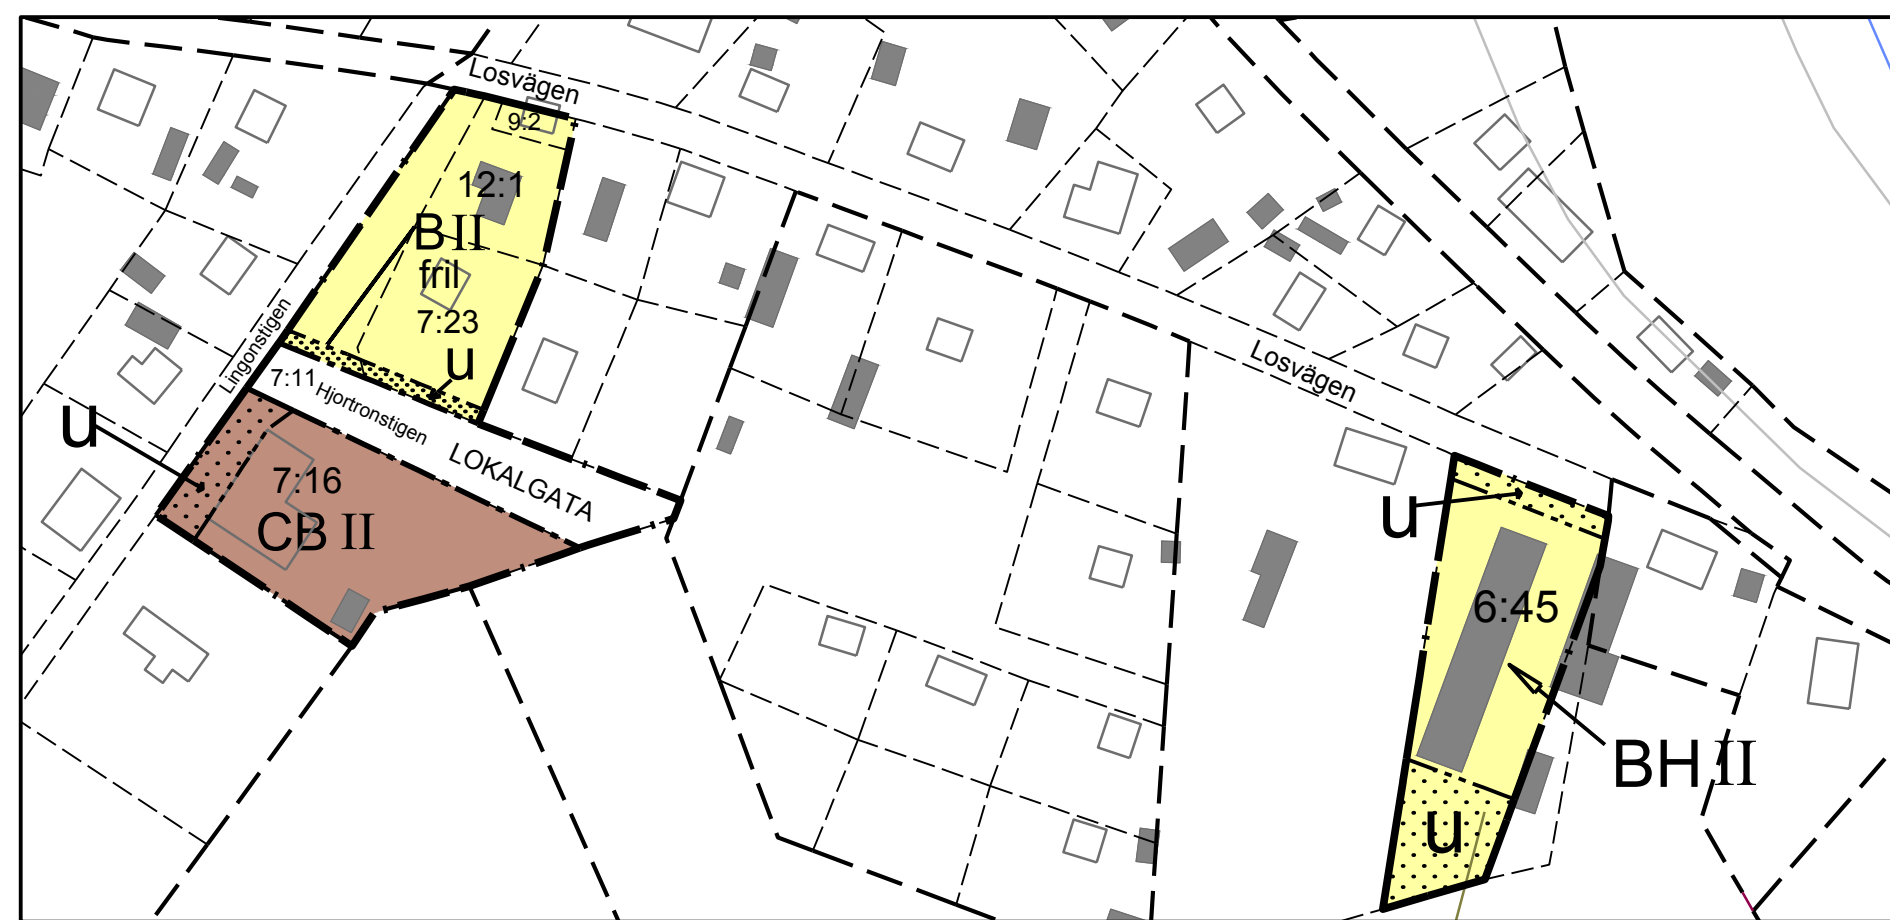 Losvägen
9:2
12:1
BII
fril
7:23
u
Lingonstigen
7:11
Hjortronstigen
LOKALGATA
u
7:16
CB II
Losvägen
u
6:45
BH II
u